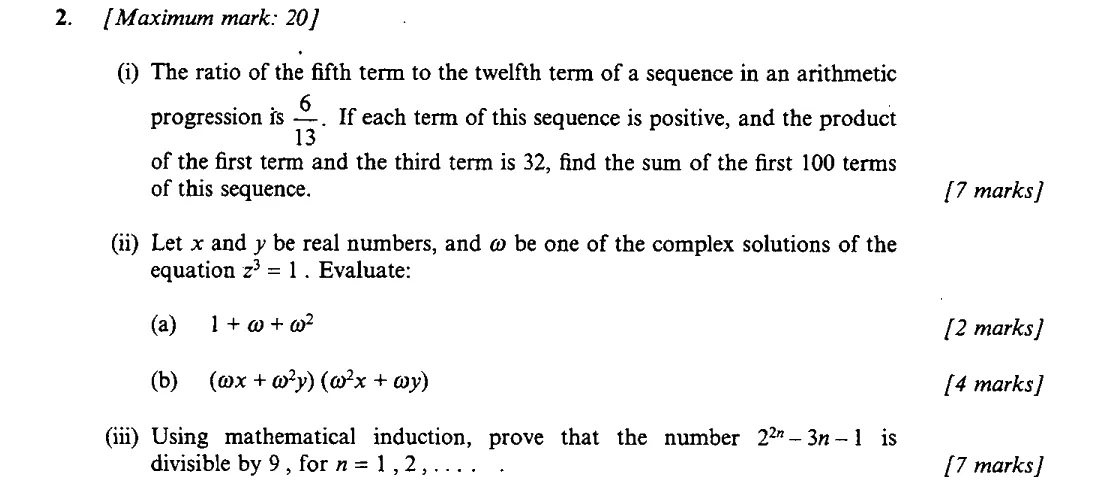 2. [Maximum mark: 20]
(i) The ratio of the fifth term to the twelfth term of a sequence in an arithmetic
progression is 6/13. If each term of this sequence is positive, and the product
of the first term and the third term is 32, find the sum of the first 100 terms
of this sequence. [7 marks]
(ii) Let x and y be real numbers, and ω be one of the complex solutions of the
equation z³ = 1 . Evaluate:
(a) 1 + ω + ω² [2 marks]
(b) (ωx + ω²y) (ω²x + ωy) [4 marks]
(iii) Using mathematical induction, prove that the number 2²ⁿ – 3n – 1 is
divisible by 9 , for n = 1 , 2 , . . . . . [7 marks]